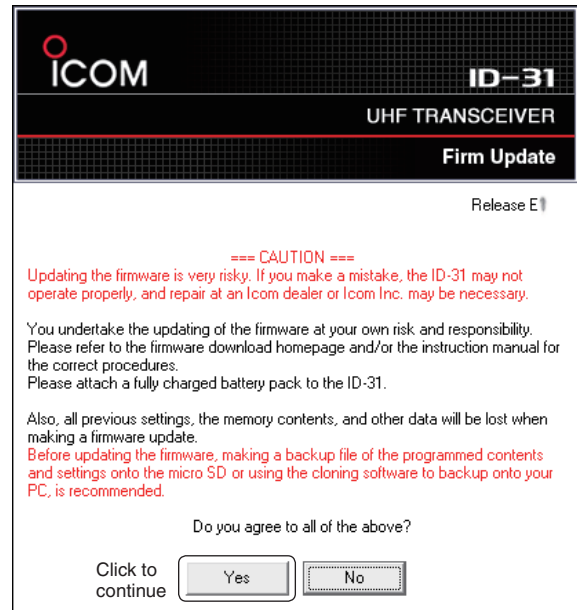 ICOM
ID-31
UHF TRANSCEIVER
Firm Update
=== CAUTION ===
Updating the firmware is very risky. If you make a mistake, the ID-31 may not
operate properly, and repair at an Icom dealer or Icom Inc. may be necessary.
You undertake the updating of the firmware at your own risk and responsibility.
Please refer to the firmware download homepage and/or the instruction manual for
the correct procedures.
Please attach a fully charged battery pack to the ID-31.
Also, all previous settings, the memory contents, and other data will be lost when
making a firmware update.
Before updating the firmware, making a backup file of the programmed contents
and settings onto the micro SD or using the cloning software to backup onto your
PC, is recommended.
Do you agree to all of the above?
Click to
continue
Yes
No